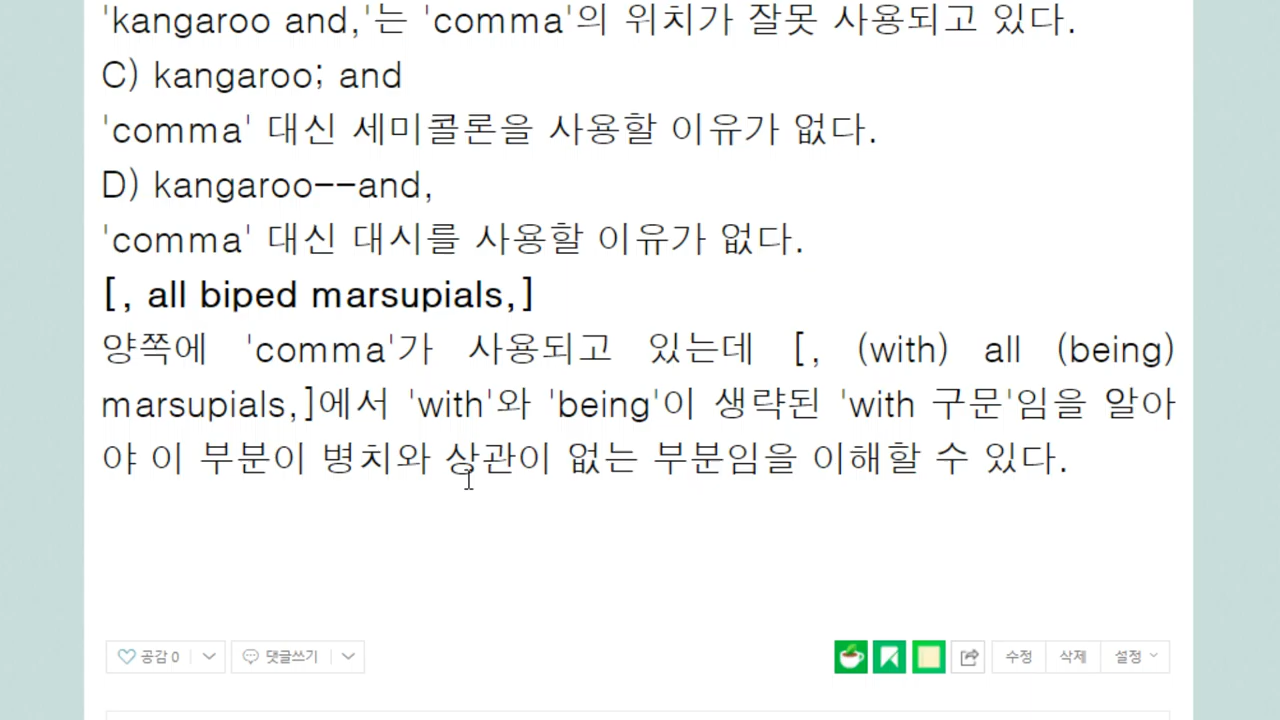 'kangaroo and,'는 'comma'의 위치가 잘못 사용되고 있다.
C) kangaroo; and
'comma' 대신 세미콜론을 사용할 이유가 없다.
D) kangaroo--and,
'comma' 대신 대시를 사용할 이유가 없다.
[, all biped marsupials,]
양쪽에 'comma'가 사용되고 있는데 [, (with) all (being)
marsupials,]에서 'with'와 'being'이 생략된 'with 구문'임을 알아
야 이 부분이 병치와 상관이 없는 부분임을 이해할 수 있다.
공감 0 댓글쓰기 수정 삭제 설정